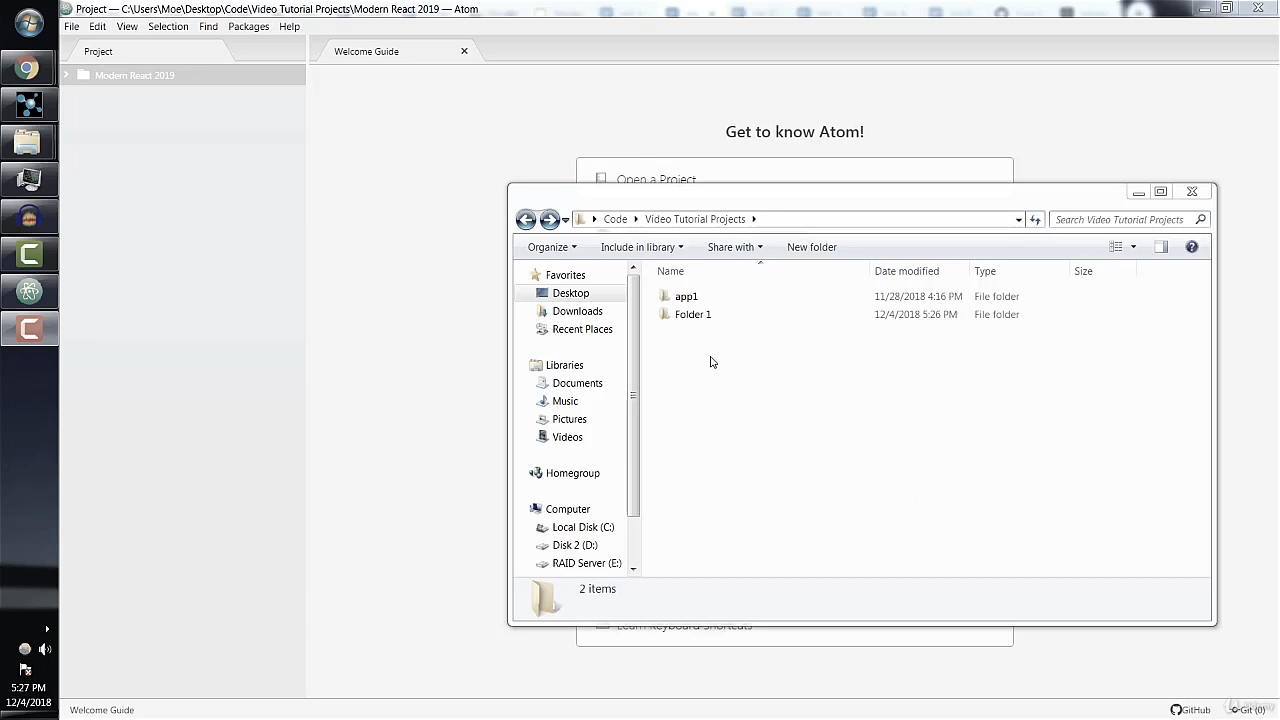 Project — C:\Users\Moe\Desktop\Code\Video Tutorial Projects\Modern React 2019 — Atom
File Edit View Selection Find Packages Help
Project
Welcome Guide
Modern React 2019
Get to know Atom!
Open a Project
Code Video Tutorial Projects
Search Video Tutorial Projects
Organize Include in library Share with New folder
Name Date modified Type Size
app1 11/28/2018 4:16 PM File folder
Folder 1 12/4/2018 5:26 PM File folder
Favorites
Desktop
Downloads
Recent Places
Libraries
Documents
Music
Pictures
Videos
Homegroup
Computer
Local Disk (C:)
Disk 2 (D:)
RAID Server (E:)
2 items
Learn Keyboard Shortcuts
5:27 PM
12/4/2018
Welcome Guide
GitHub
Git (0)